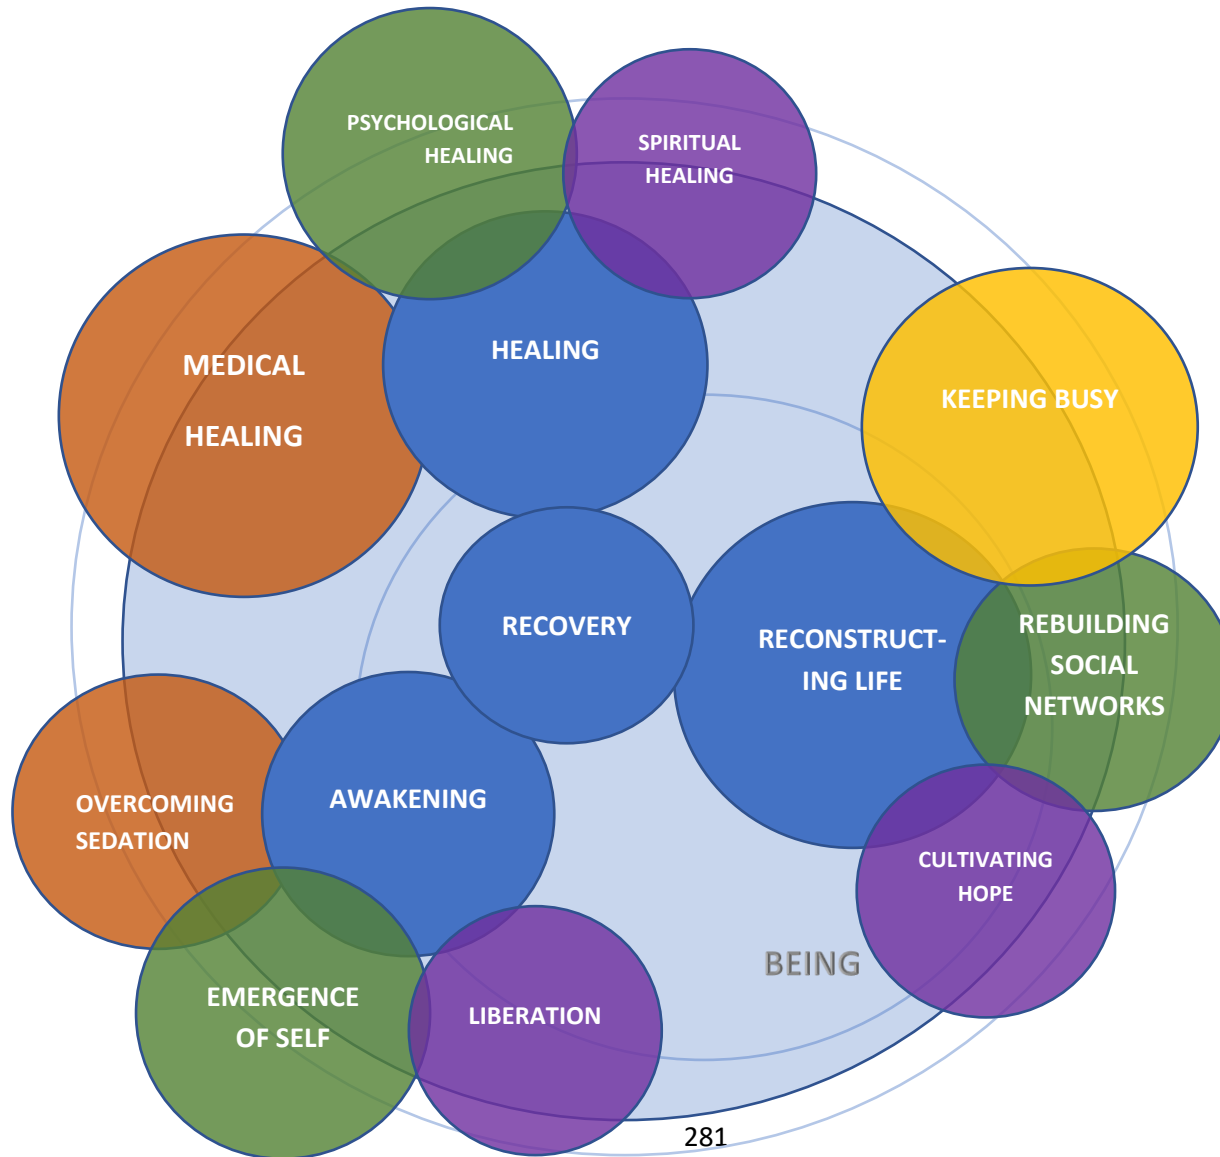 PSYCHOLOGICAL
HEALING
SPIRITUAL
HEALING
MEDICAL
HEALING
HEALING
KEEPING BUSY
RECOVERY
RECONSTRUCT-
ING LIFE
REBUILDING
SOCIAL
NETWORKS
OVERCOMING
SEDATION
AWAKENING
CULTIVATING
HOPE
BEING
EMERGENCE
OF SELF
LIBERATION
281